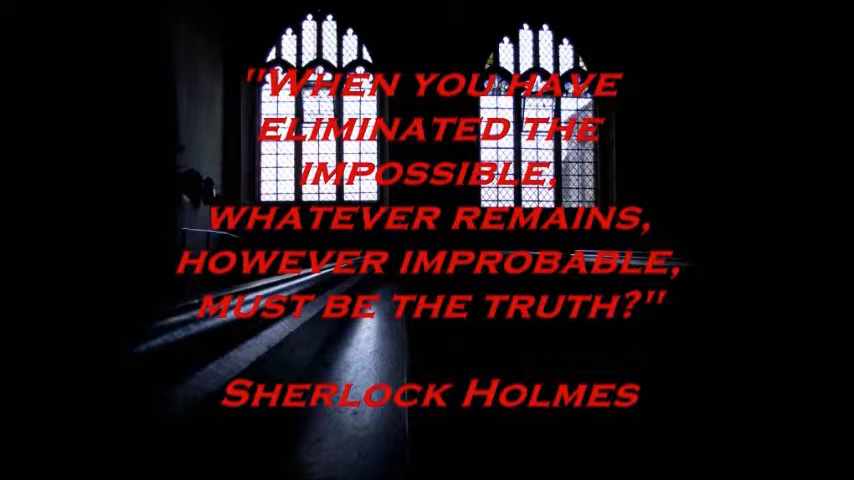 "When you have
eliminated the
impossible,
whatever remains,
however improbable,
must be the truth?"
Sherlock Holmes